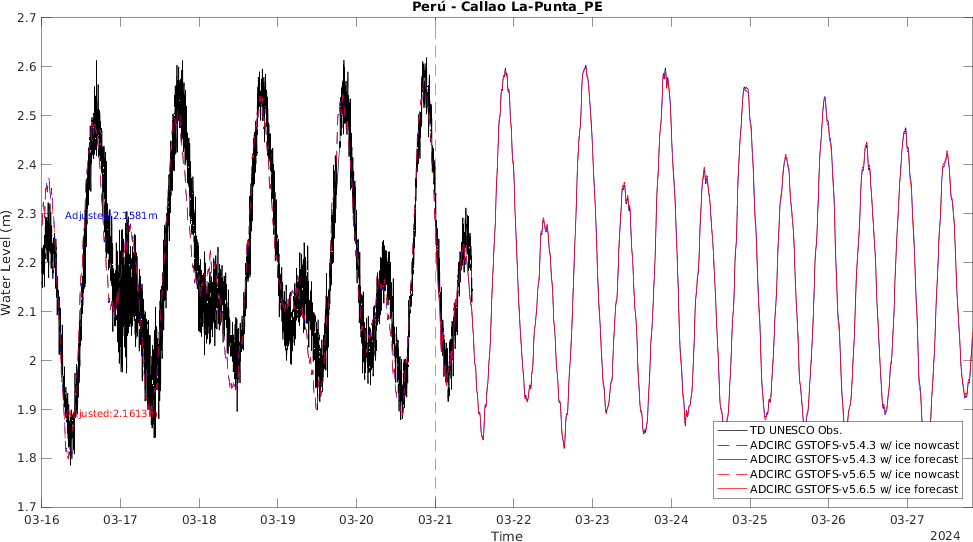 Perú - Callao La-Punta_PE
2.7
2.6
2.5
2.4
2.3
2.2
2.1
2
1.9
1.8
1.7
Water Level (m)
Adjusted:2.1581m
Adjusted:2.1613m
TD UNESCO Obs.
ADCIRC GSTOFS-v5.4.3 w/ ice nowcast
ADCIRC GSTOFS-v5.4.3 w/ ice forecast
ADCIRC GSTOFS-v5.6.5 w/ ice nowcast
ADCIRC GSTOFS-v5.6.5 w/ ice forecast
03-16 03-17 03-18 03-19 03-20 03-21 03-22 03-23 03-24 03-25 03-26 03-27
Time
2024